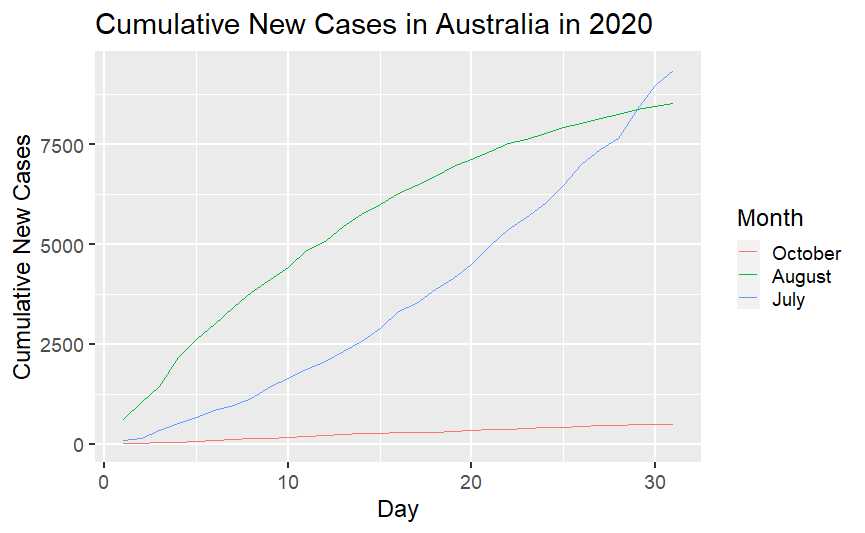 Cumulative New Cases in Australia in 2020
Cumulative New Cases
7500
5000
2500
0
0 10 20 30
Day
Month
October
August
July